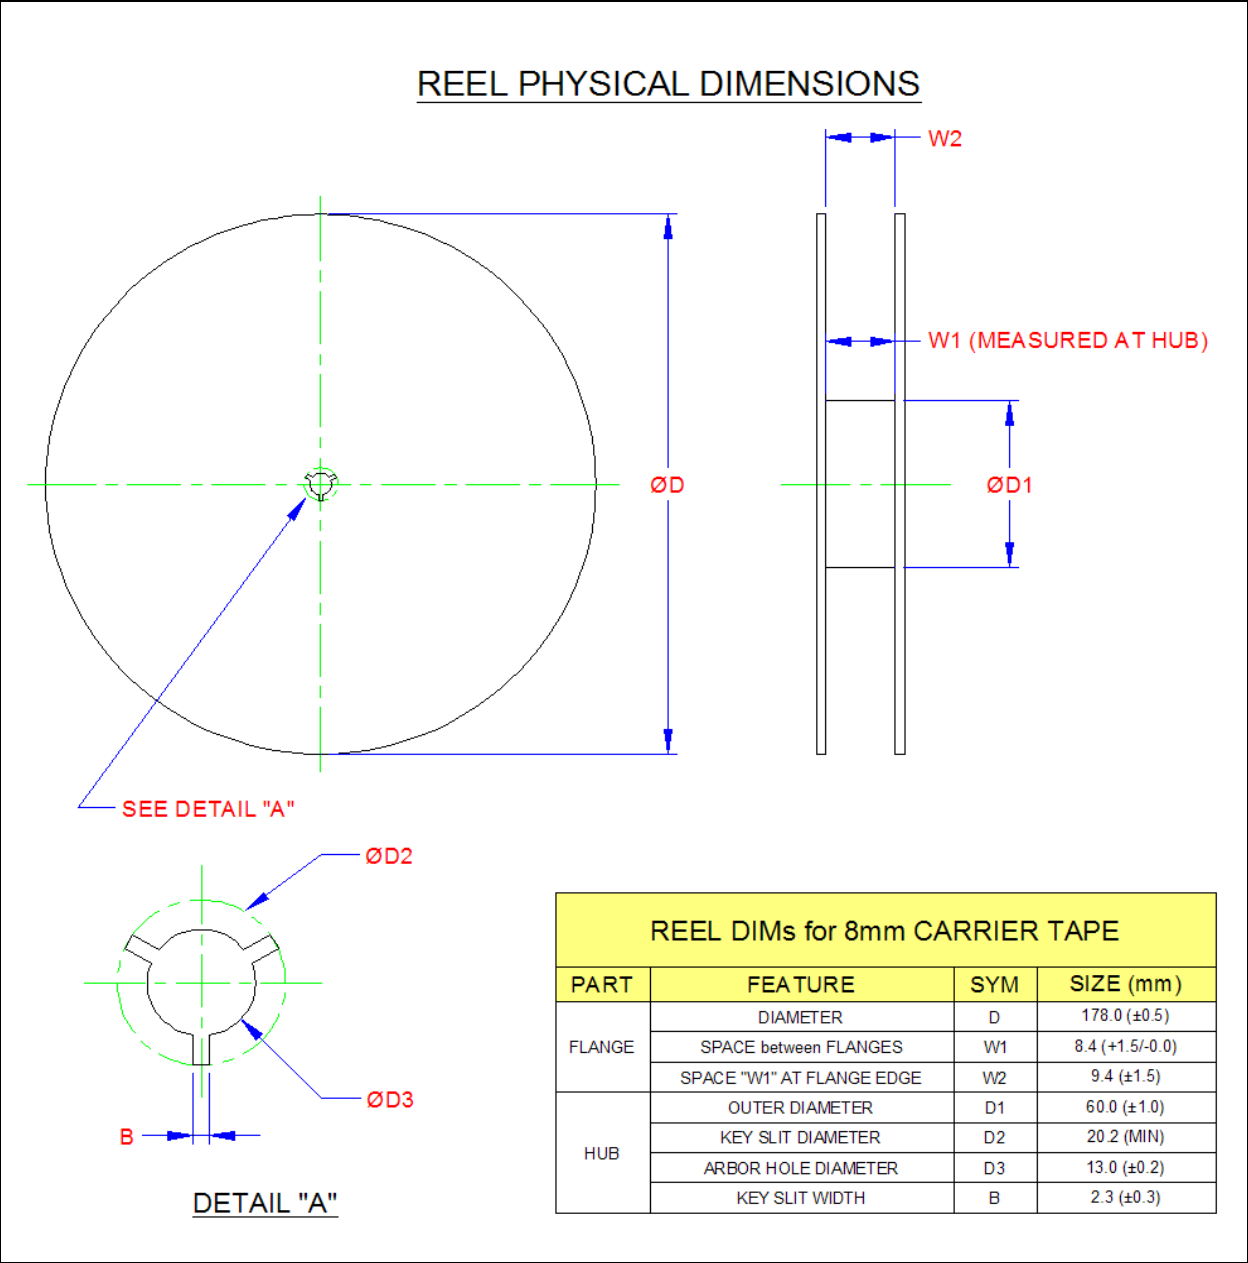 REEL PHYSICAL DIMENSIONS
W2
W1 (MEASURED AT HUB)
ØD
ØD1
SEE DETAIL "A"
ØD2
ØD3
B
DETAIL "A"
REEL DIMs for 8mm CARRIER TAPE
PART FEATURE SYM SIZE (mm)
FLANGE
DIAMETER D 178.0 (±0.5)
SPACE between FLANGES W1 8.4 (+1.5/-0.0)
SPACE "W1" AT FLANGE EDGE W2 9.4 (±1.5)
HUB
OUTER DIAMETER D1 60.0 (±1.0)
KEY SLIT DIAMETER D2 20.2 (MIN)
ARBOR HOLE DIAMETER D3 13.0 (±0.2)
KEY SLIT WIDTH B 2.3 (±0.3)